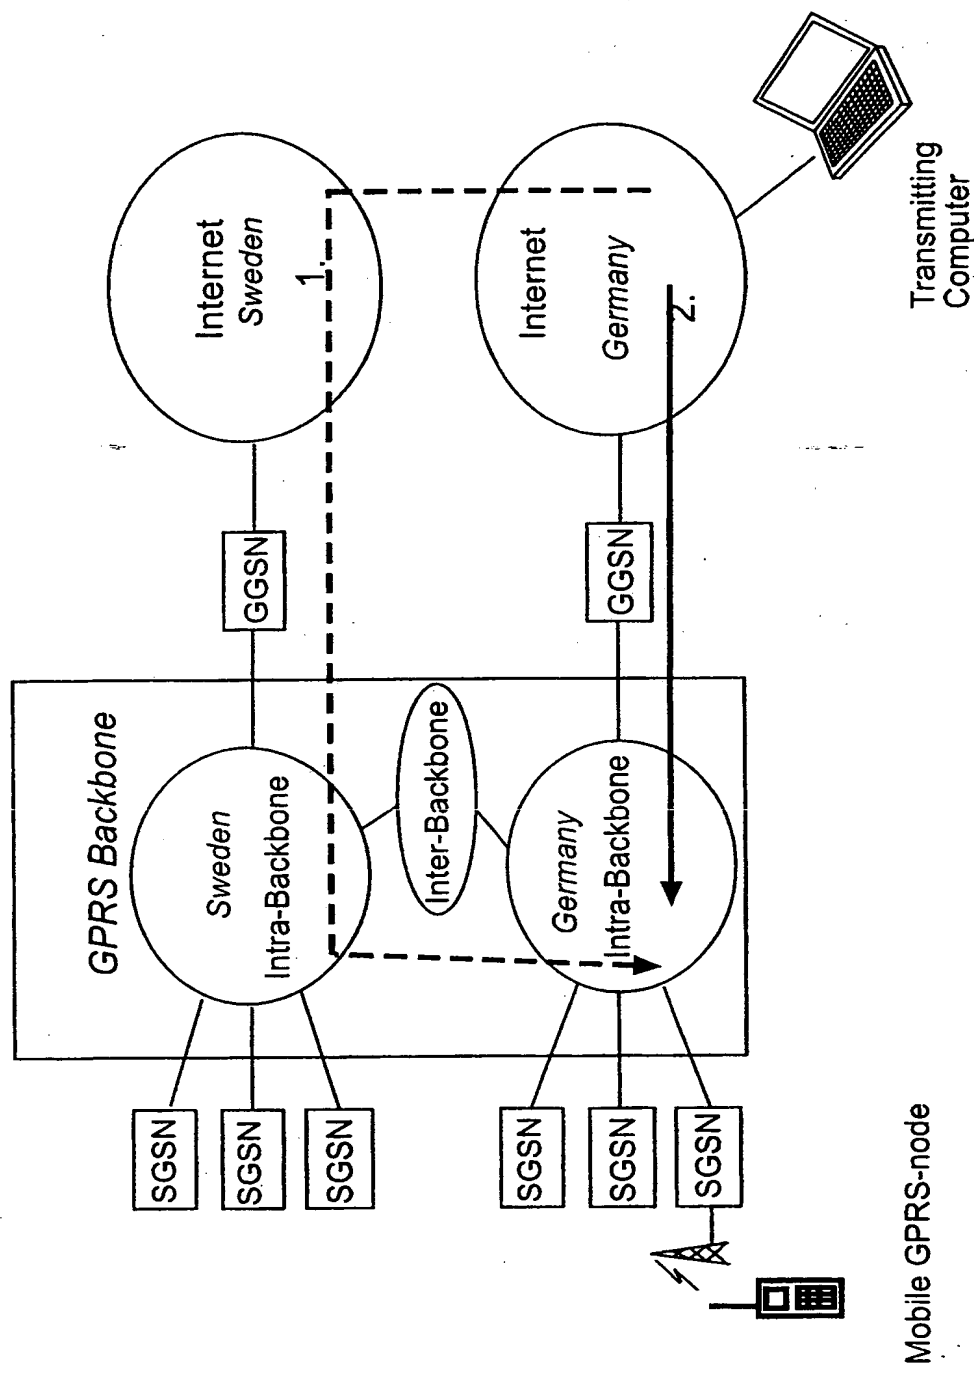 GPRS Backbone
SGSN
SGSN
SGSN
Sweden
Intra-Backbone
GGSN
Internet
Sweden
1.
Inter-Backbone
SGSN
SGSN
SGSN
Germany
Intra-Backbone
GGSN
Internet
Germany
2.
Mobile GPRS-node
Transmitting
Computer